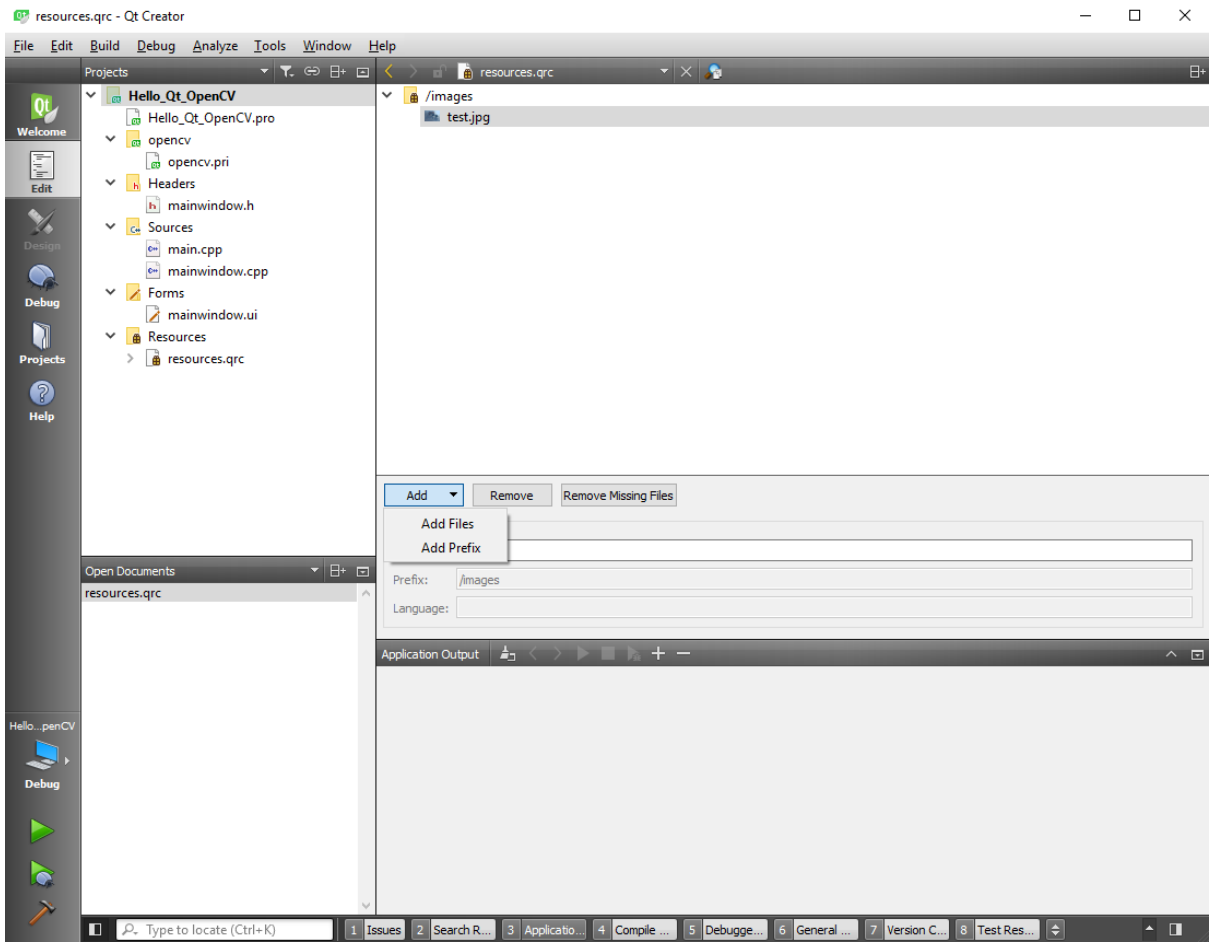 resources.qrc - Qt Creator
File Edit Build Debug Analyze Tools Window Help
Projects
resources.qrc
Welcome
Edit
Design
Debug
Projects
Help
Hello_Qt_OpenCV
Hello_Qt_OpenCV.pro
opencv
opencv.pri
Headers
mainwindow.h
Sources
main.cpp
mainwindow.cpp
Forms
mainwindow.ui
Resources
resources.qrc
/images
test.jpg
Add Remove Remove Missing Files
Add Files
Add Prefix
Prefix: /images
Language:
Open Documents
resources.qrc
Application Output
Hello...penCV
Debug
Type to locate (Ctrl+K)
1 Issues 2 Search R... 3 Applicatio... 4 Compile ... 5 Debugge... 6 General ... 7 Version C... 8 Test Res...